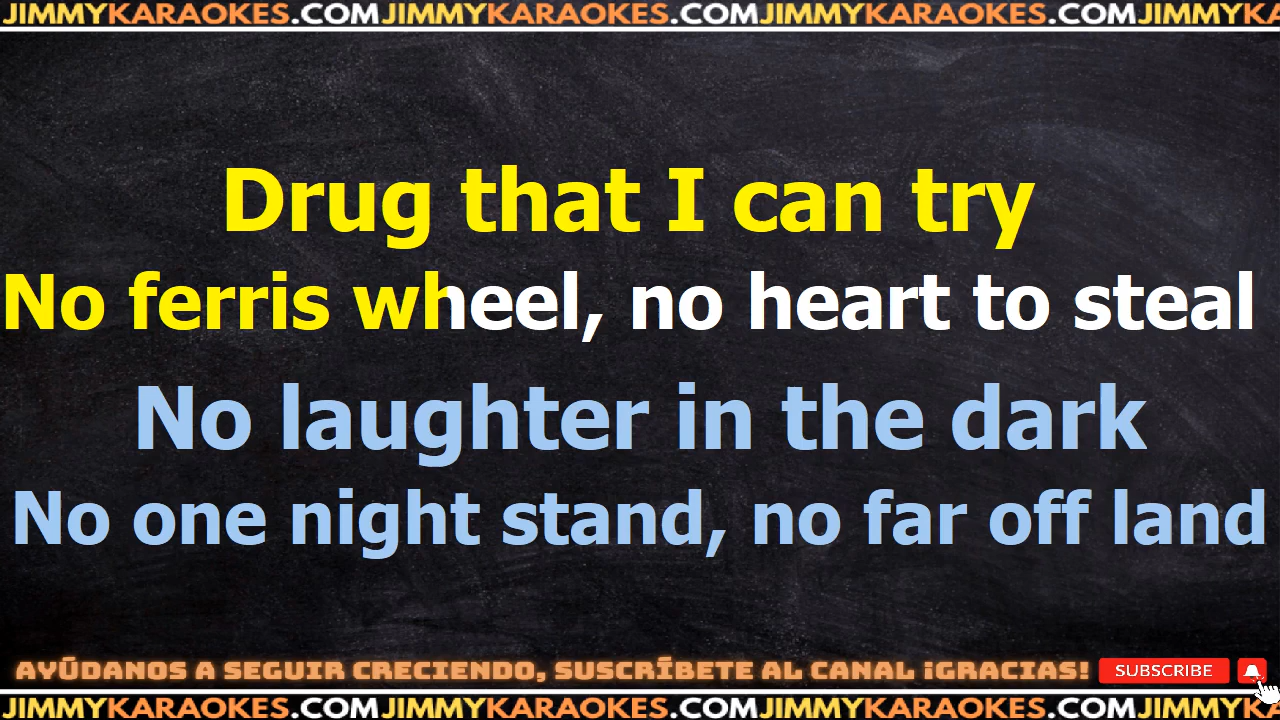 JIMMYKARAOKES.COMJIMMYKARAOKES.COMJIMMYKARAOKES.COMJIMMYKA
Drug that I can try
No ferris wheel, no heart to steal
No laughter in the dark
No one night stand, no far off land
AYÚDANOS A SEGUIR CRECIENDO, SUSCRÍBETE AL CANAL ¡GRACIAS! SUBSCRIBE
JIMMYKARAOKES.COMJIMMYKARAOKES.COMJIMMYKARAOKES.COMJIMMYKA